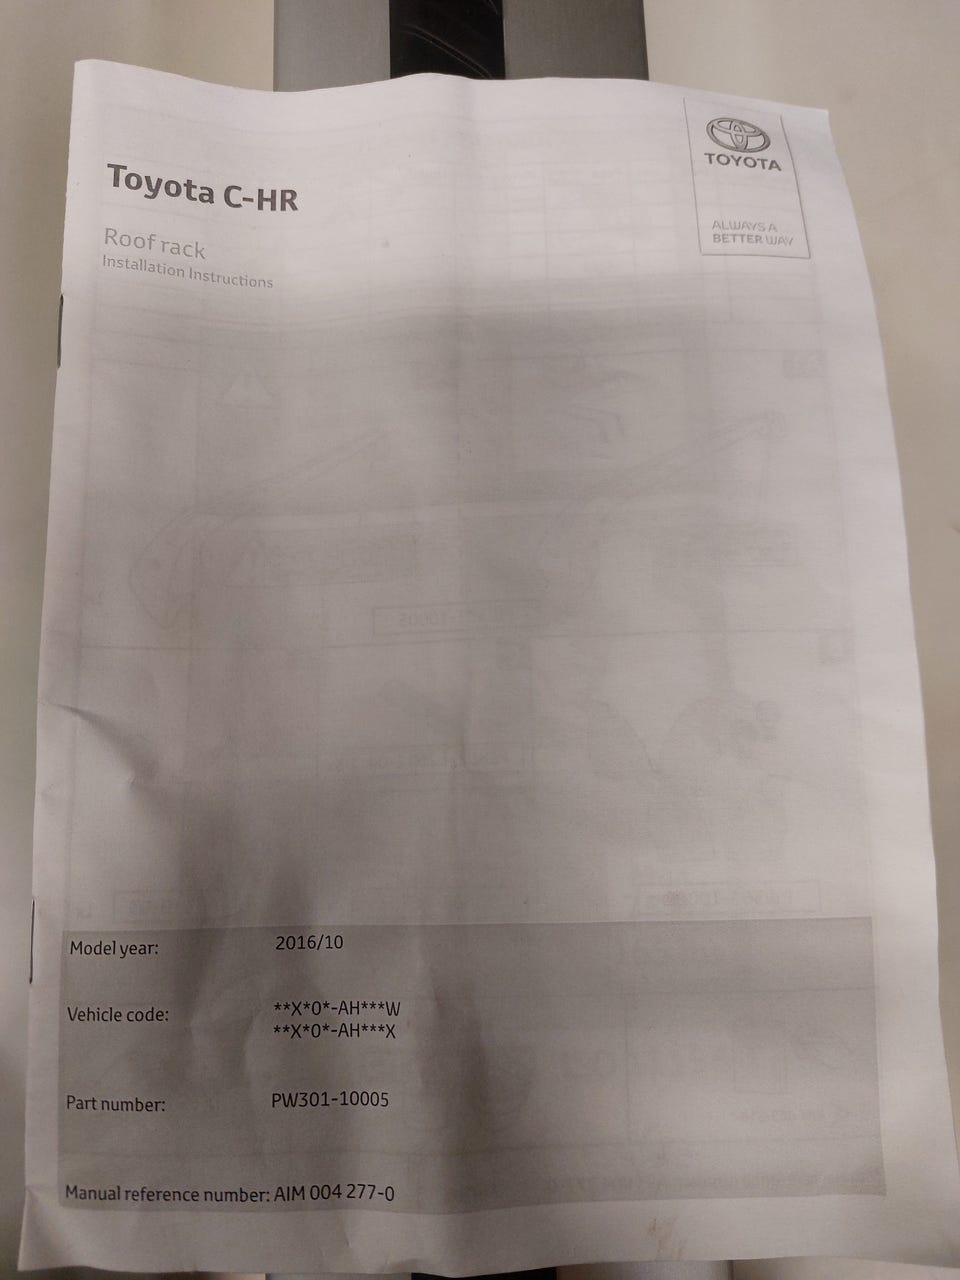 Toyota C-HR
Roof rack
Installation Instructions
TOYOTA
ALWAYS A
BETTER WAY
Model year: 2016/10
Vehicle code: **X*0*-AH***W
**X*0*-AH***X
Part number: PW301-10005
Manual reference number: AIM 004 277-0